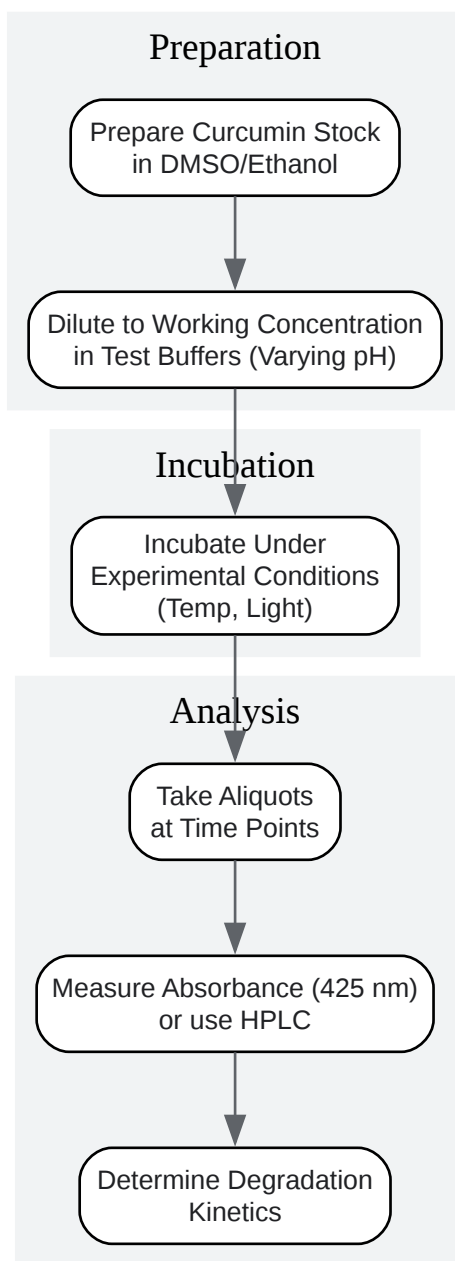 Preparation
Prepare Curcumin Stock
in DMSO/Ethanol
Dilute to Working Concentration
in Test Buffers (Varying pH)
Incubation
Incubate Under
Experimental Conditions
(Temp, Light)
Analysis
Take Aliquots
at Time Points
Measure Absorbance (425 nm)
or use HPLC
Determine Degradation
Kinetics